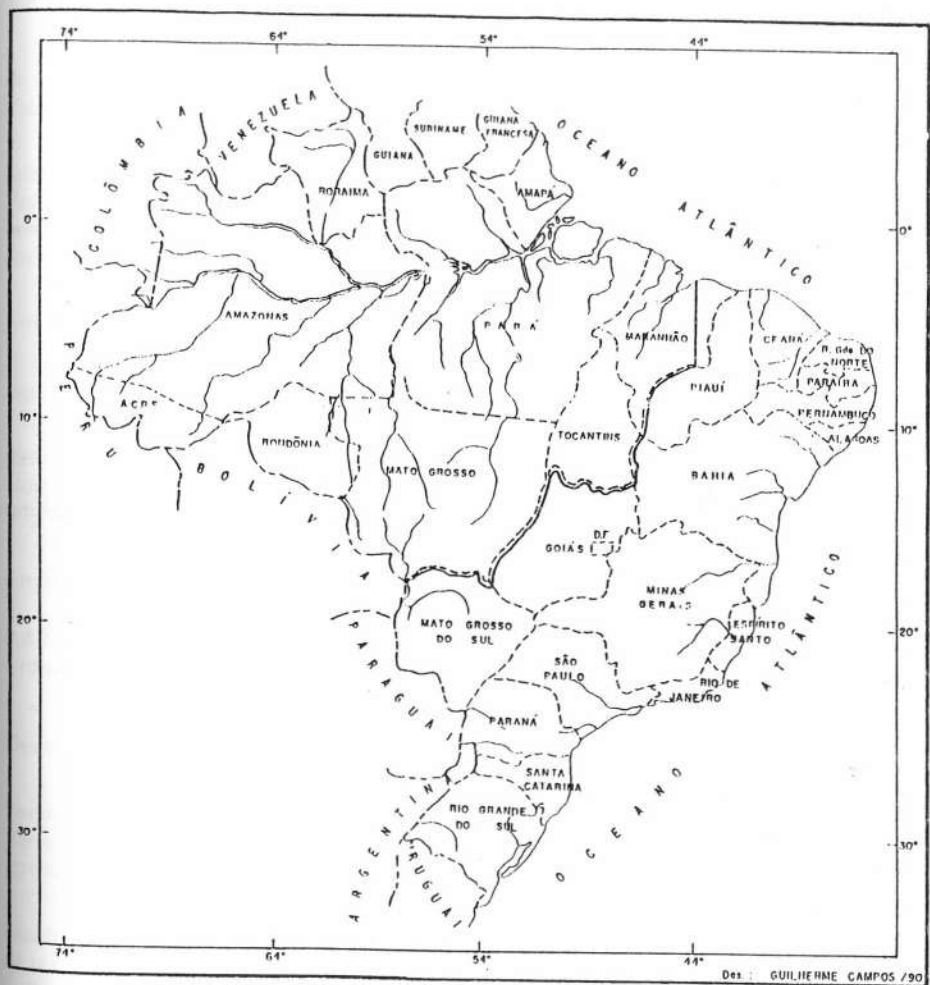 74°
64°
54°
44°
COLÔMBIA
VENEZUELA
GUIANA
SURINAME
GUIANA
FRANCESA
OCEANO
ATLÂNTICO
RORAIMA
AMAPÁ
0°
0°
AMAZONAS
PARÁ
MARANHÃO
CEARÁ
R. Gde. DO
NORTE
PARAÍBA
PIAUÍ
PERNAMBUCO
ALAGOAS
PERU
ACRE
10°
10°
RONDÔNIA
TOCANTINS
MATO GROSSO
BAHIA
BOLÍVIA
D.F.
GOIÁS
MINAS
GERAIS
20°
20°
MATO GROSSO
DO SUL
ESPÍRITO
SANTO
PARAGUAI
SÃO
PAULO
RIO DE
JANEIRO
OCEANO
ATLÂNTICO
PARANÁ
SANTA
CATARINA
RIO GRANDE
DO SUL
ARGENTINA
URUGUAI
30°
30°
74°
64°
54°
44°
Des.: GUILHERME CAMPOS /90